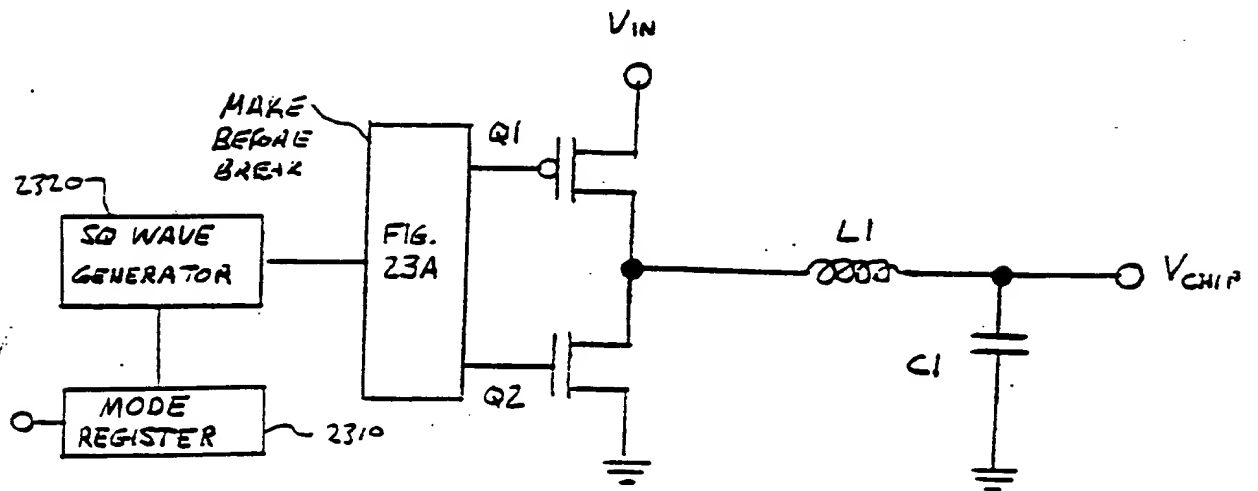 VIN
MAKE
BEFORE
BREAK
Q1
2320
SQ WAVE
GENERATOR
FIG.
23A
L1
VCHIP
C1
Q2
MODE
REGISTER
2310